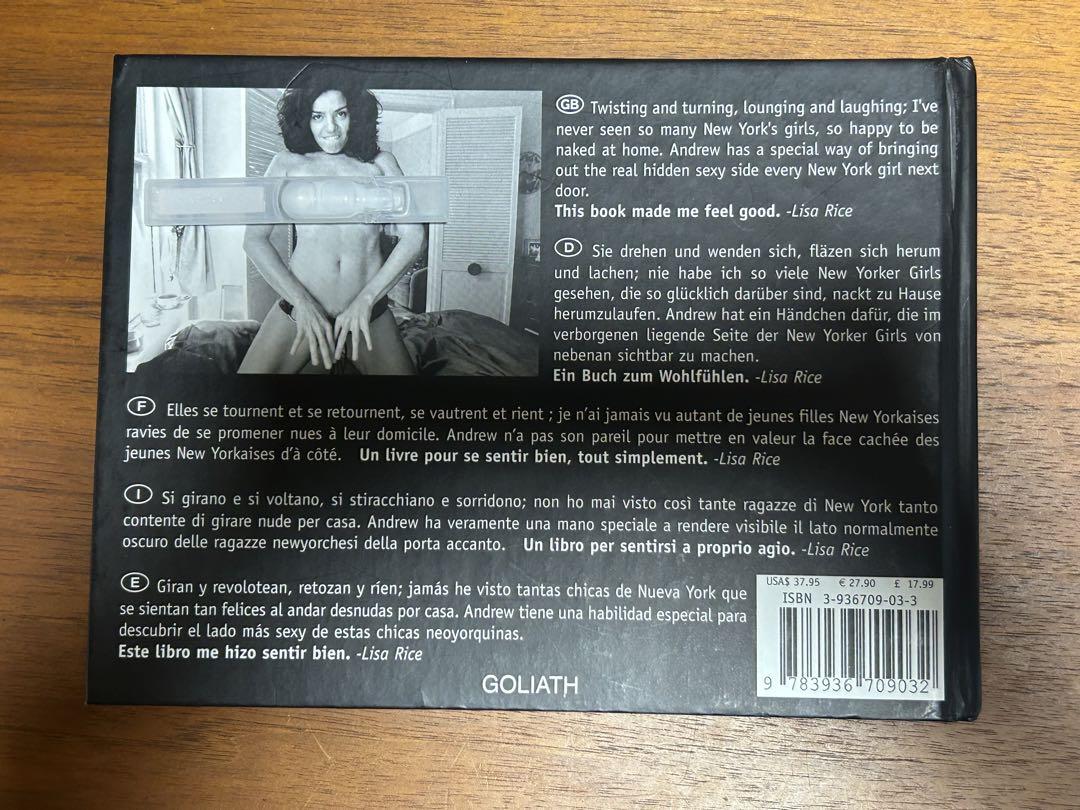 GB Twisting and turning, lounging and laughing; I've
never seen so many New York's girls, so happy to be
naked at home. Andrew has a special way of bringing
out the real hidden sexy side every New York girl next
door.
This book made me feel good. -Lisa Rice
D Sie drehen und wenden sich, fläzen sich herum
und lachen; nie habe ich so viele New Yorker Girls
gesehen, die so glücklich darüber sind, nackt zu Hause
herumzulaufen. Andrew hat ein Händchen dafür, die im
verborgenen liegende Seite der New Yorker Girls von
nebenan sichtbar zu machen.
Ein Buch zum Wohlfühlen. -Lisa Rice
F Elles se tournent et se retournent, se vautrent et rient ; je n'ai jamais vu autant de jeunes filles New Yorkaises
ravies de se promener nues à leur domicile. Andrew n'a pas son pareil pour mettre en valeur la face cachée des
jeunes New Yorkaises d'à côté. Un livre pour se sentir bien, tout simplement. -Lisa Rice
I Si girano e si voltano, si stiracchiano e sorridono; non ho mai visto così tante ragazze di New York tanto
contente di girare nude per casa. Andrew ha veramente una mano speciale a rendere visibile il lato normalmente
oscuro delle ragazze newyorchesi della porta accanto. Un libro per sentirsi a proprio agio. -Lisa Rice
E Giran y revolotean, retozan y ríen; jamás he visto tantas chicas de Nueva York que
se sientan tan felices al andar desnudas por casa. Andrew tiene una habilidad especial para
descubrir el lado más sexy de estas chicas neoyorquinas.
Este libro me hizo sentir bien. -Lisa Rice
USA$ 37.95 € 27.90 £ 17.99
ISBN 3-936709-03-3
9 783936 709032
GOLIATH